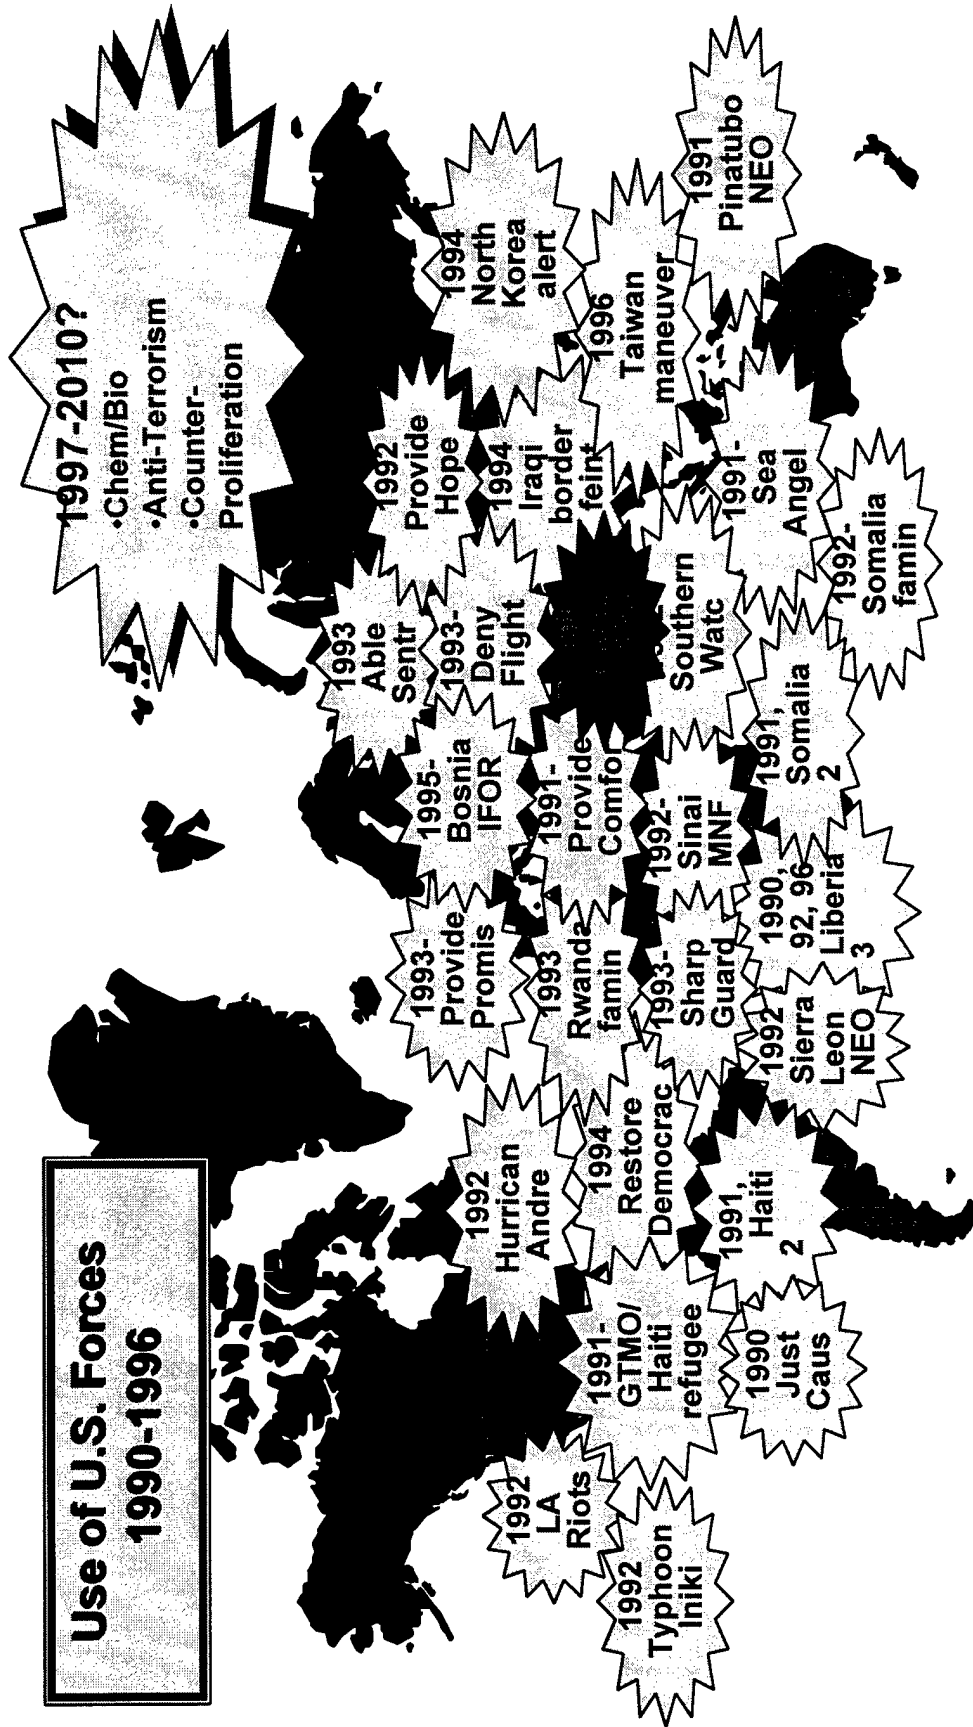 Use of U.S. Forces
1990-1996
1997-2010?
•Chem/Bio
•Anti-Terrorism
•Counter-
Proliferation
1992
LA
Riots
1992
Typhoon
Iniki
1992
Hurrican
Andre
1991-
GTMO/
Haiti
refugee
1990
Just
Caus
1994
Restore
Democrac
1991,
Haiti
2
1993-
Provide
Promis
1993
Rwanda
famin
1993-
Sharp
Guard
1992
Sierra
Leon
NEO
1990,
92, 96
Liberia
3
1995-
Bosnia
IFOR
1991-
Provide
Comfor
1992-
Sinai
MNF
1991,
Somalia
2
1993
Able
Sentr
1993-
Deny
Flight
Southern
Watc
1992-
Somalia
famin
1992
Provide
Hope
1994
Iraqi
border
feint
1991-
Sea
Angel
1994
North
Korea
alert
1996
Taiwan
maneuver
1991
Pinatubo
NEO